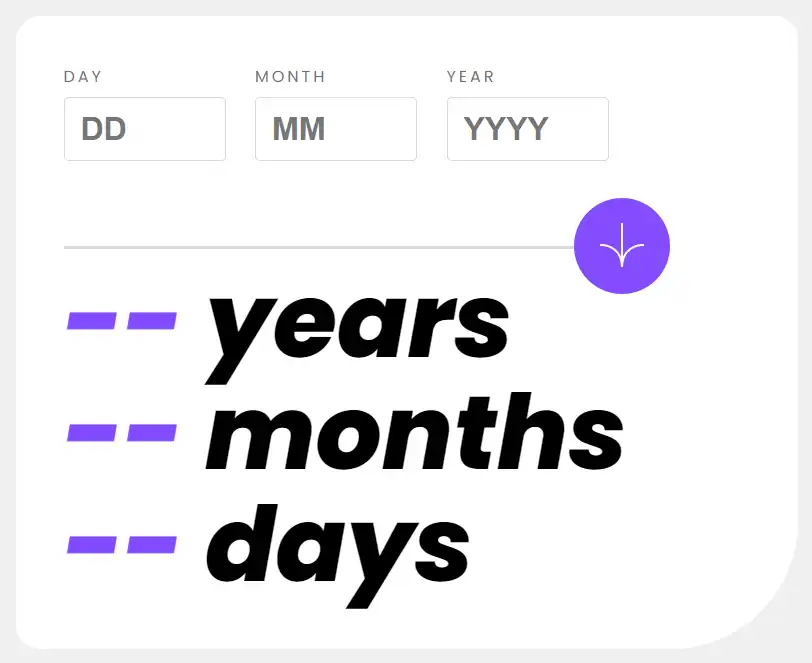 DAY MONTH YEAR
DD MM YYYY
-- years
-- months
-- days